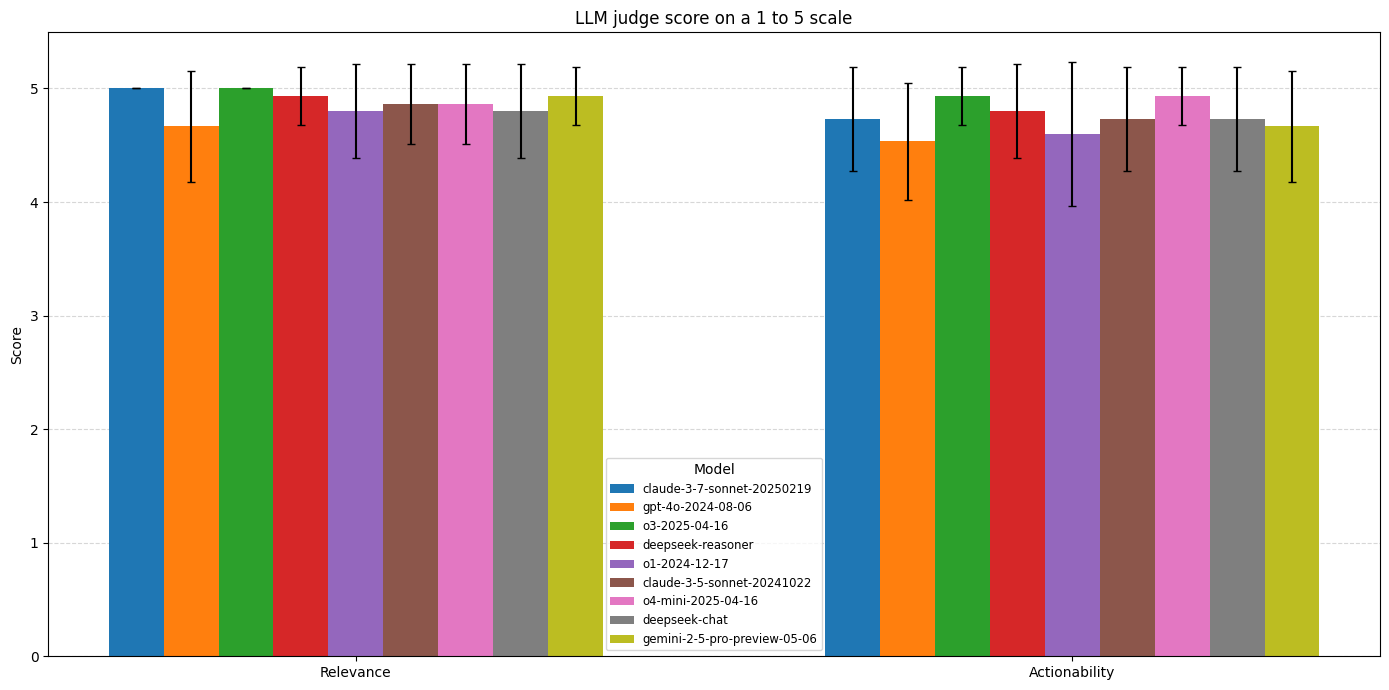 LLM judge score on a 1 to 5 scale
Score
5
4
3
2
1
0
Model
claude-3-7-sonnet-20250219
gpt-4o-2024-08-06
o3-2025-04-16
deepseek-reasoner
o1-2024-12-17
claude-3-5-sonnet-20241022
o4-mini-2025-04-16
deepseek-chat
gemini-2-5-pro-preview-05-06
Relevance
Actionability